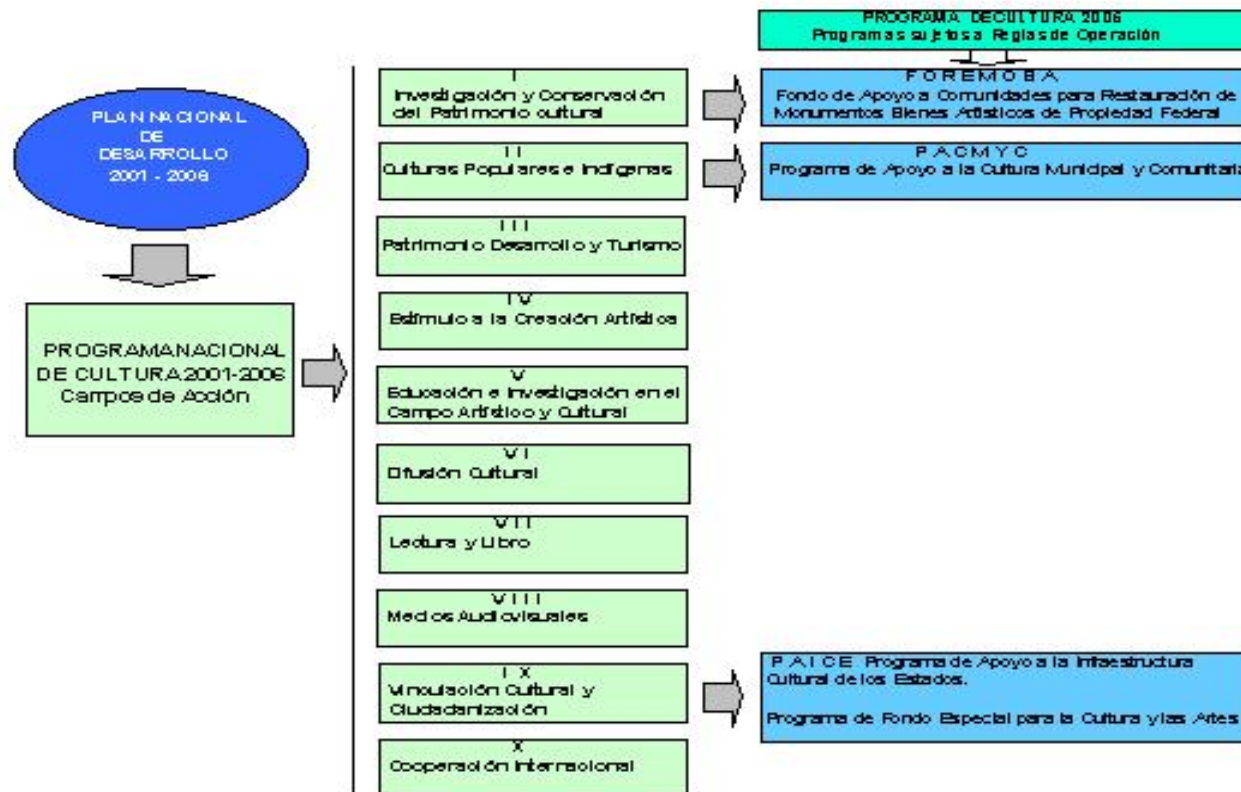 PROGRAMA DECULTURA 2006
Programas sujetos a Reglas de Operación
PLAN NACIONAL
DE
DESARROLLO
2001 - 2006
PROGRAMANACIONAL
DE CULTURA 2001-2006
Campos de Acción
I
Investigación y Conservación
del Patrimonio cultural
II
Culturas Populares e Indígenas
III
Patrimonio Desarrollo y Turismo
IV
Estímulo a la Creación Artística
V
Educación e Investigación en el
Campo Artístico y Cultural
VI
Difusión Cultural
VII
Lectura y Libro
VIII
Medios Audiovisuales
IX
Vinculación Cultural y
Ciudadanización
X
Cooperación Internacional
FOREMOBA
Fondo de Apoyo a Comunidades para Restauración de
Monumentos Bienes Artísticos de Propiedad Federal
PACMYC
Programa de Apoyo a la Cultura Municipal y Comunitaria
PAICE Programa de Apoyo a la Infaestructura
Cultural de los Estados.
Programa de Fondo Especial para la Cultura y las Artes